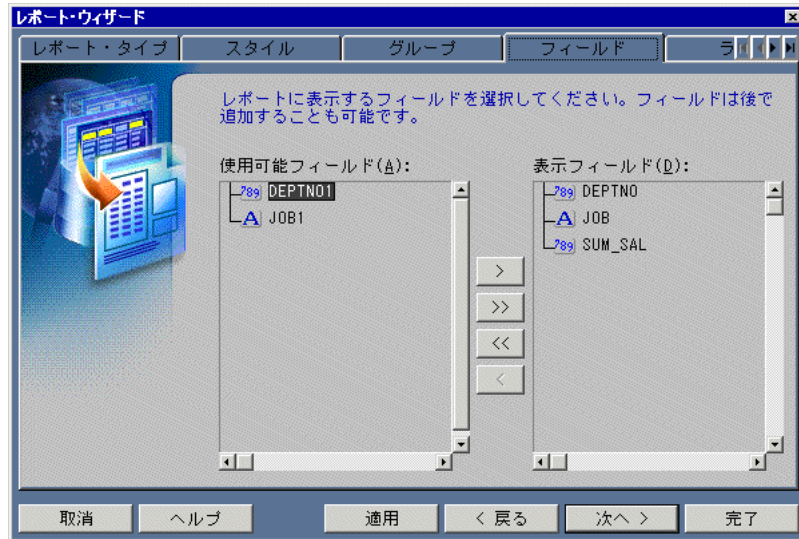 レポート・ウィザード
レポート・タイプ スタイル グループ フィールド ラ
レポートに表示するフィールドを選択してください。フィールドは後で
追加することも可能です。
使用可能フィールド(A): 表示フィールド(D):
789 DEPTNO1 789 DEPTNO
A JOB1 A JOB
789 SUM_SAL
>
>>
<<
<
取消 ヘルプ 適用 < 戻る 次へ > 完了